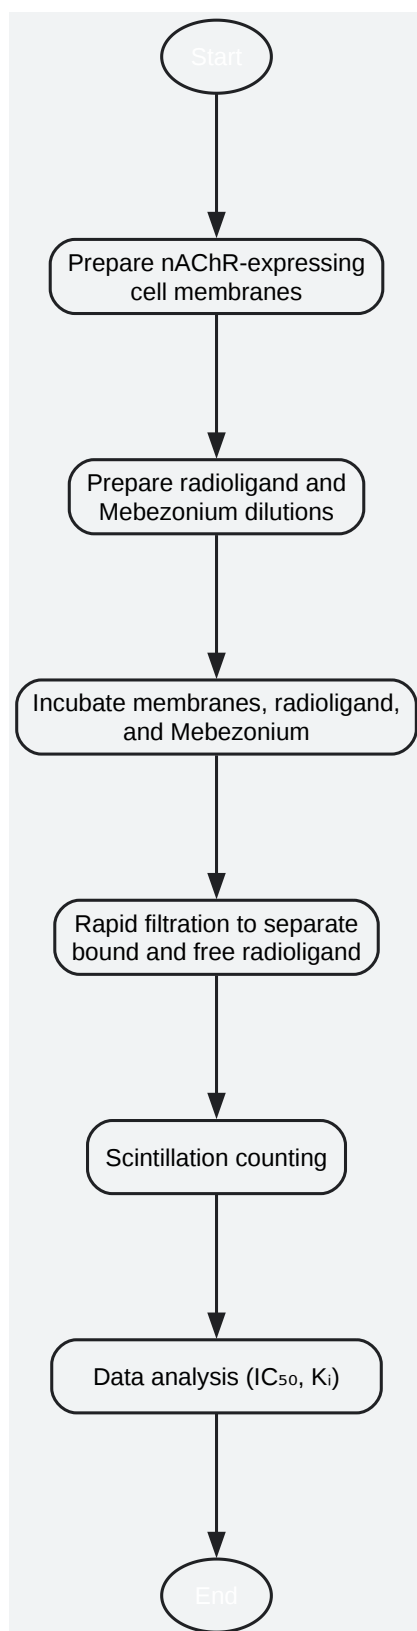 Start
Prepare nAChR-expressing
cell membranes
Prepare radioligand and
Mebezonium dilutions
Incubate membranes, radioligand,
and Mebezonium
Rapid filtration to separate
bound and free radioligand
Scintillation counting
Data analysis (IC₅₀, Kᵢ)
End